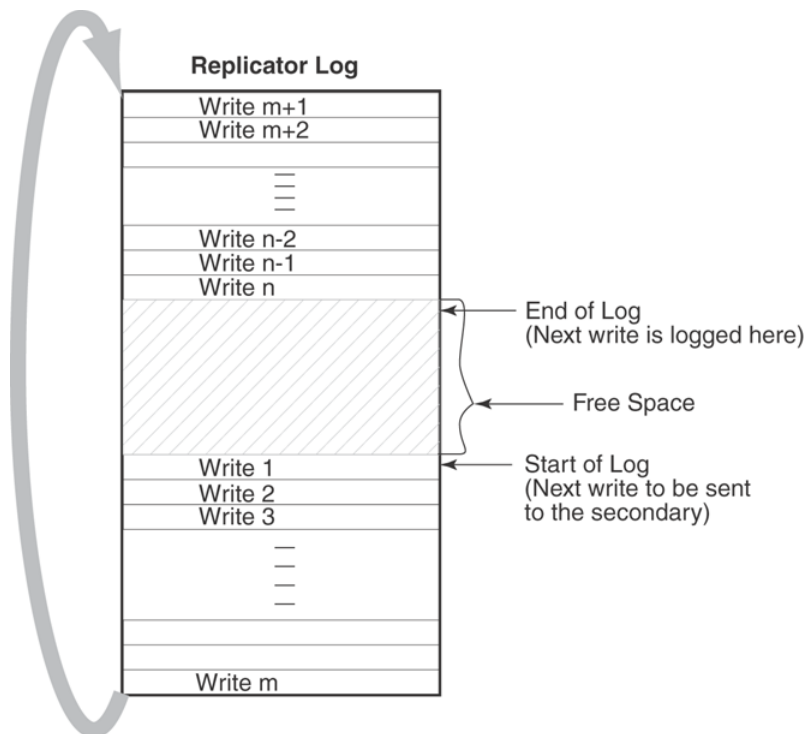 Replicator Log
Write m+1
Write m+2
Write n-2
Write n-1
Write n
End of Log
(Next write is logged here)
Free Space
Write 1
Write 2
Write 3
Start of Log
(Next write to be sent
to the secondary)
Write m